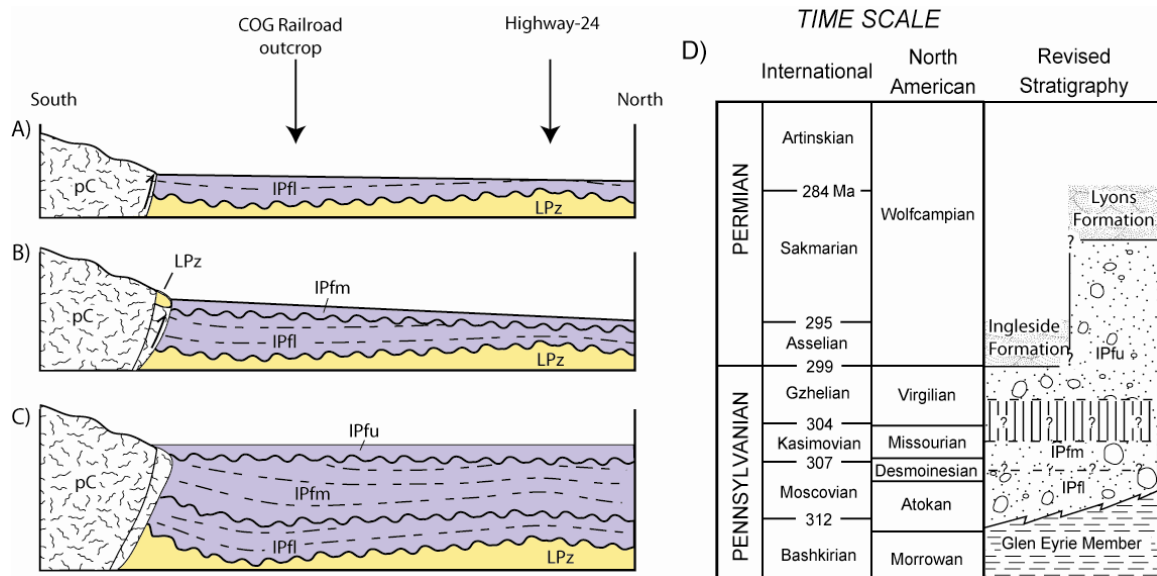 COG Railroad
outcrop
Highway-24
South
North
A)
pC
IPfl
LPz
B)
LPz
IPfm
pC
IPfl
LPz
C)
IPfu
pC
IPfm
IPfl
LPz
TIME SCALE
D)
International
North
American
Revised
Stratigraphy
PERMIAN
Artinskian
284 Ma
Wolfcampian
Lyons
Formation
?
Sakmarian
295
Asselian
Ingleside
Formation
IPfu
?
299
PENNSYLVANIAN
Gzhelian
Virgilian
304
? ? ? ?
Kasimovian
Missourian
IPfm
307
Desmoinesian
? ? ?
Moscovian
Atokan
IPfl
312
Bashkirian
Morrowan
Glen Eyrie Member